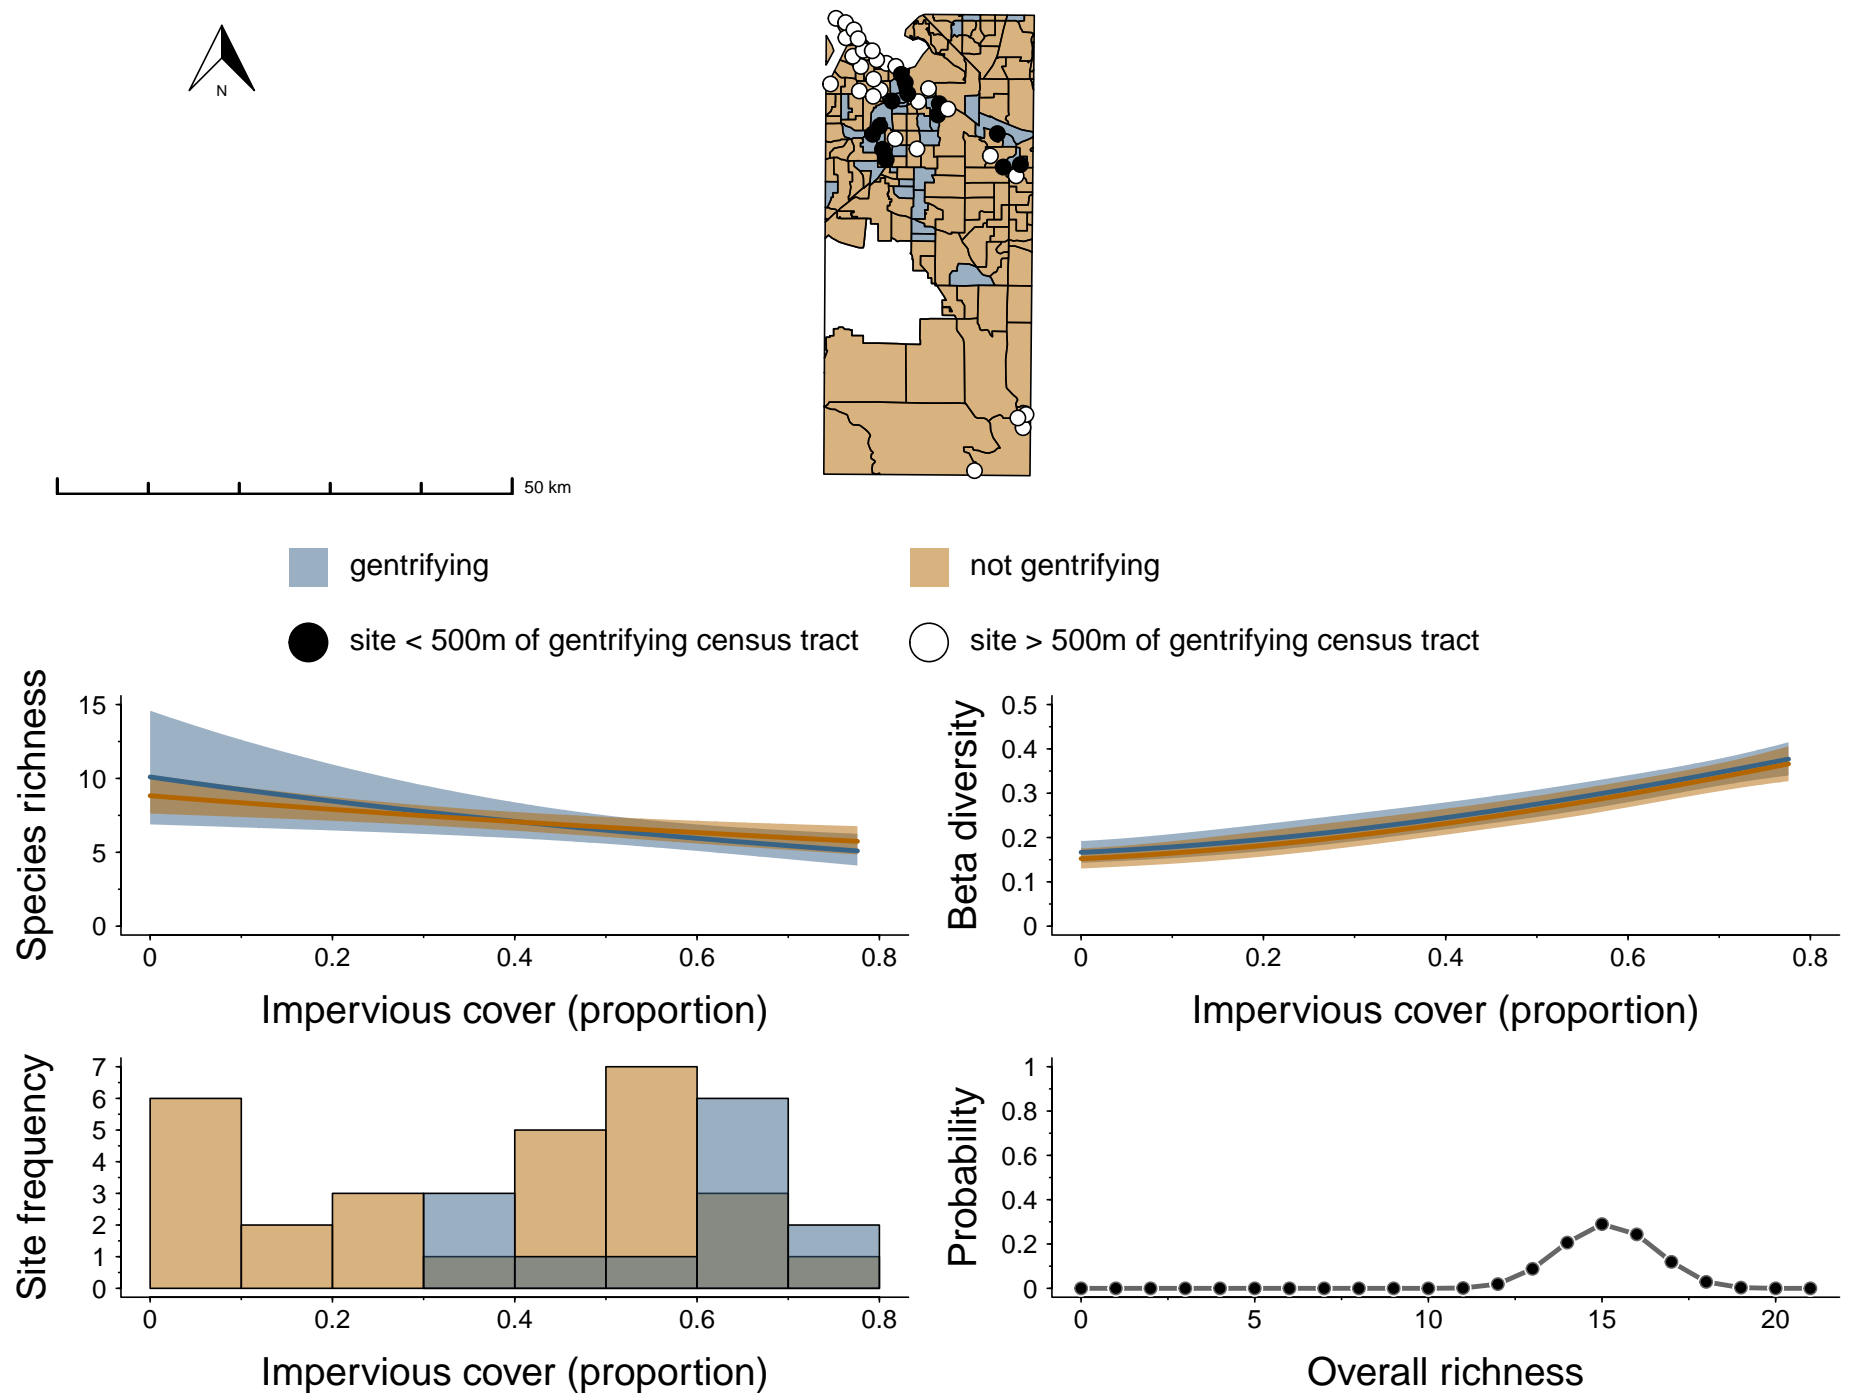 N
50 km
gentrifying
not gentrifying
site < 500m of gentrifying census tract
site > 500m of gentrifying census tract
Species richness
15
10
5
0
0 0.2 0.4 0.6 0.8
Impervious cover (proportion)
Beta diversity
0.5
0.4
0.3
0.2
0.1
0
0 0.2 0.4 0.6 0.8
Impervious cover (proportion)
Site frequency
7
6
5
4
3
2
1
0
0 0.2 0.4 0.6 0.8
Impervious cover (proportion)
Probability
1
0.8
0.6
0.4
0.2
0
0 5 10 15 20
Overall richness